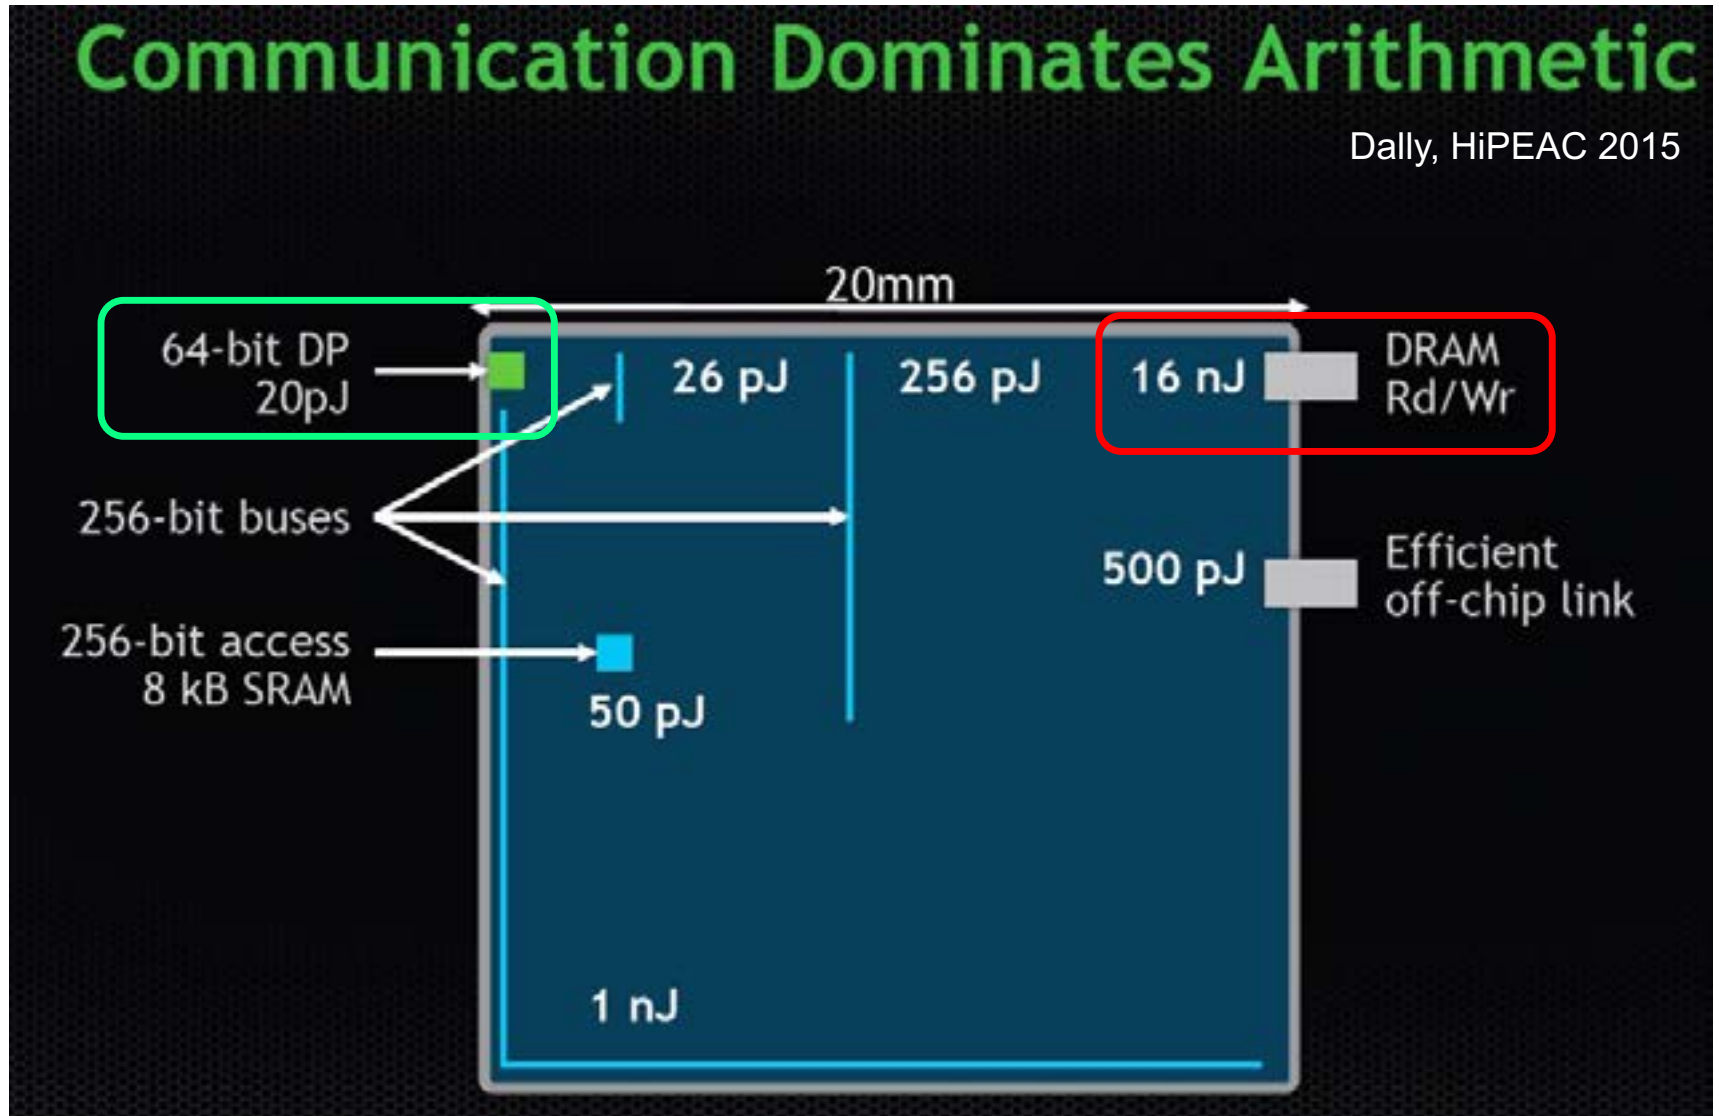 Communication Dominates Arithmetic
Dally, HiPEAC 2015
20mm
64-bit DP
20pJ
26 pJ
256 pJ
16 nJ
DRAM
Rd/Wr
256-bit buses
500 pJ
Efficient
off-chip link
256-bit access
8 kB SRAM
50 pJ
1 nJ